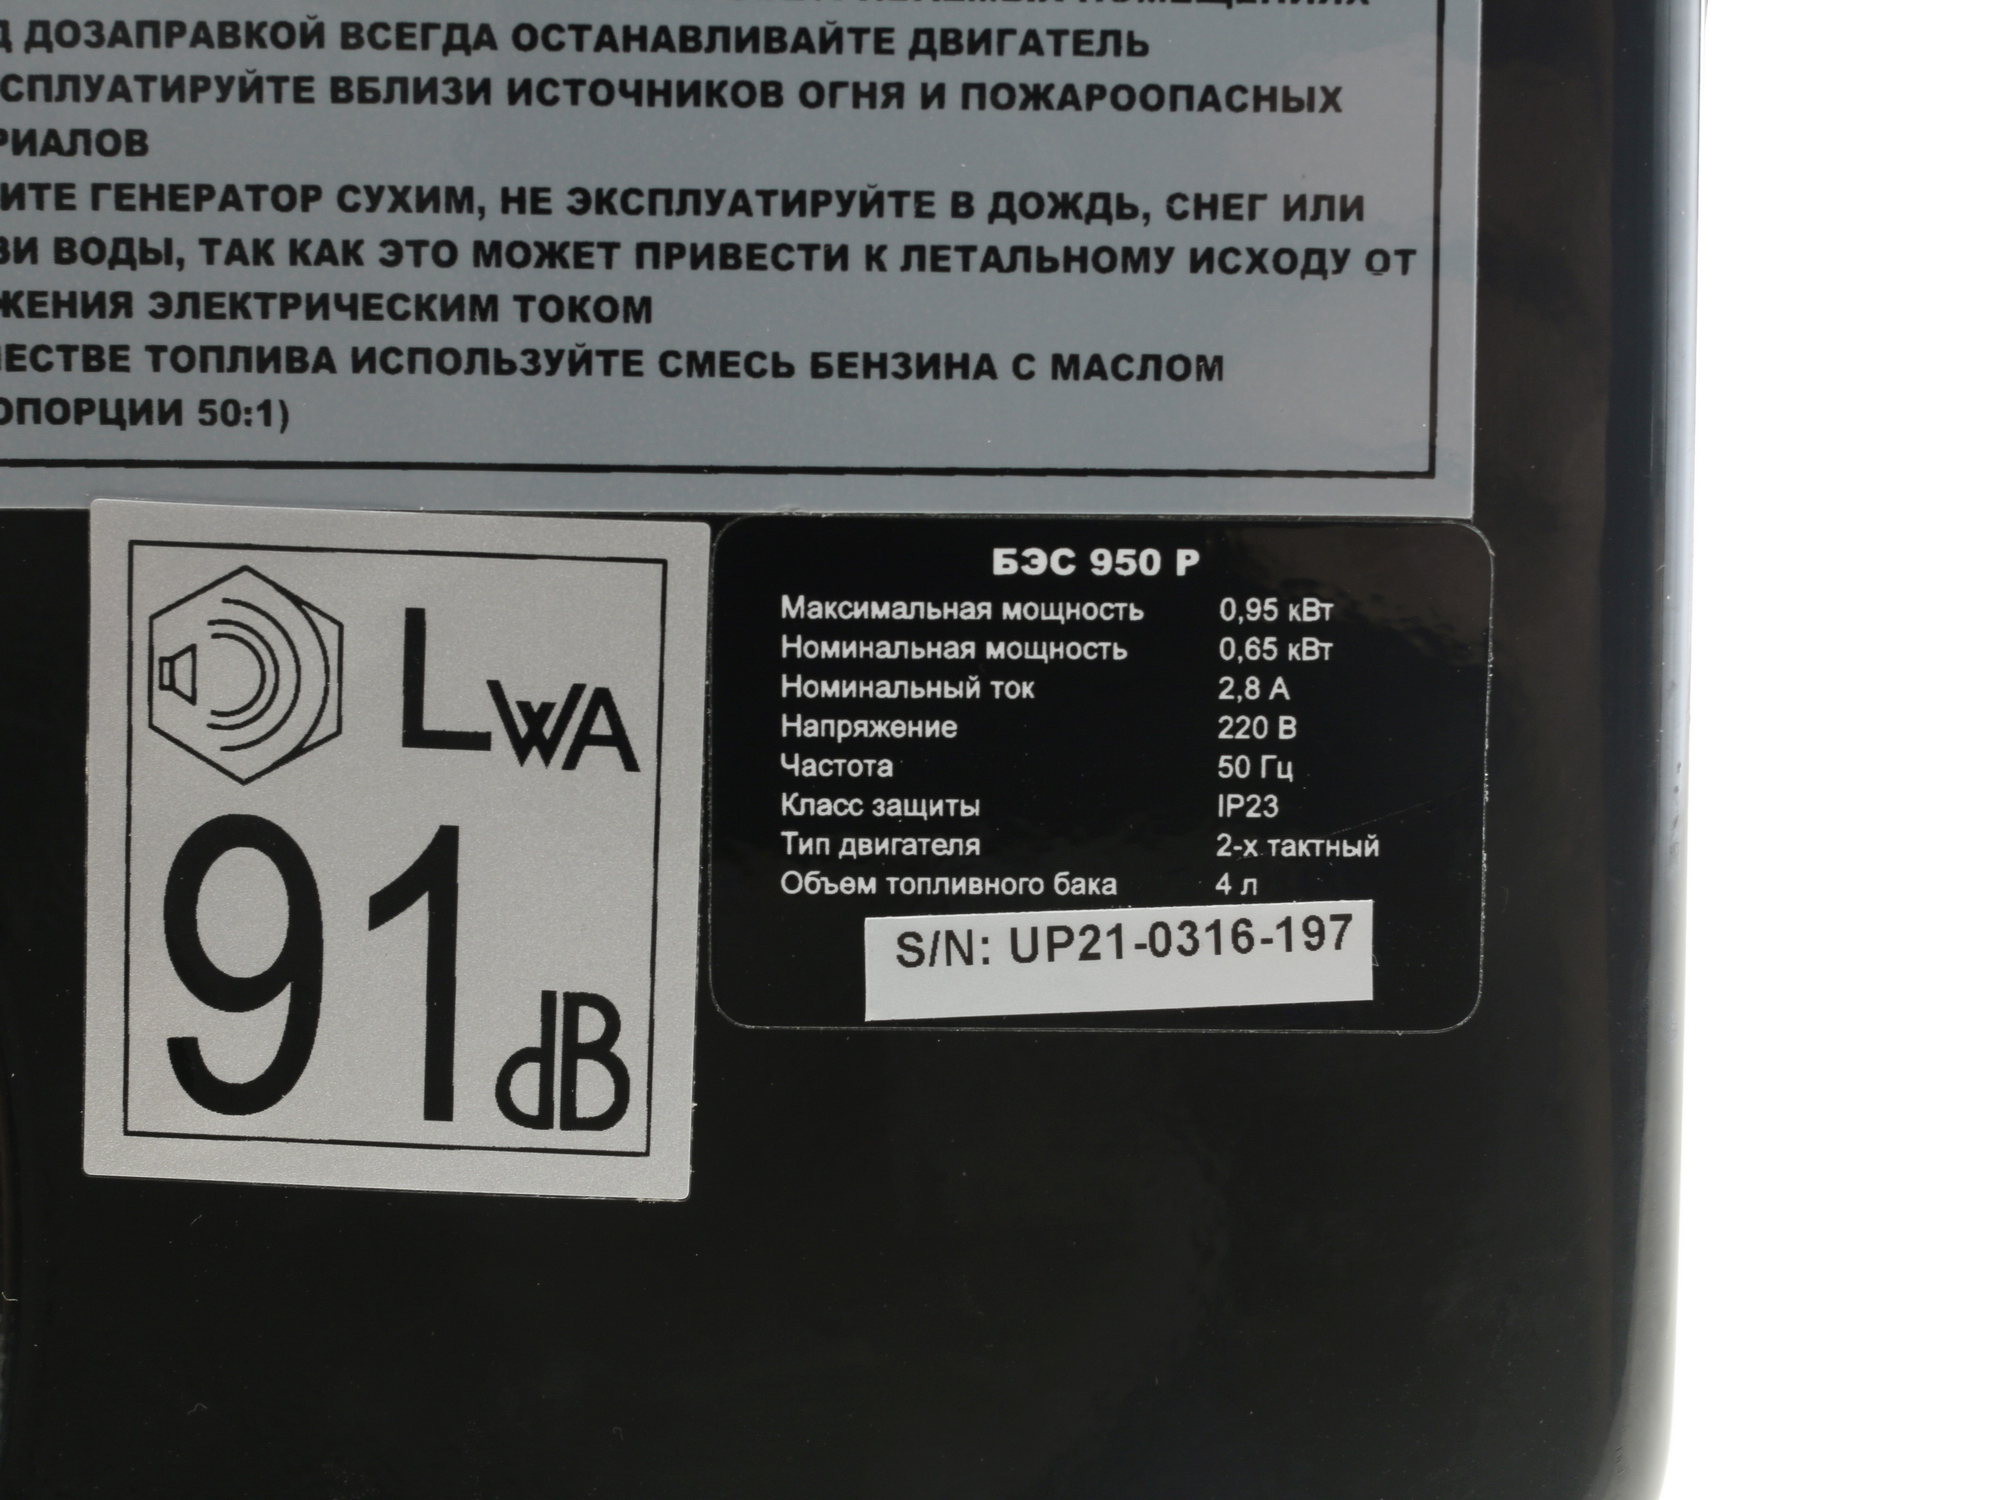 ДОЗАПРАВКОЙ ВСЕГДА ОСТАНАВЛИВАЙТЕ ДВИГАТЕЛЬ
СПЛУАТИРУЙТЕ ВБЛИЗИ ИСТОЧНИКОВ ОГНЯ И ПОЖАРООПАСНЫХ
РИАЛОВ
ИТЕ ГЕНЕРАТОР СУХИМ, НЕ ЭКСПЛУАТИРУЙТЕ В ДОЖДЬ, СНЕГ ИЛИ
ЗИ ВОДЫ, ТАК КАК ЭТО МОЖЕТ ПРИВЕСТИ К ЛЕТАЛЬНОМУ ИСХОДУ ОТ
ЖЕНИЯ ЭЛЕКТРИЧЕСКИМ ТОКОМ
ЕСТВЕ ТОПЛИВА ИСПОЛЬЗУЙТЕ СМЕСЬ БЕНЗИНА С МАСЛОМ
ОПОРЦИИ 50:1)
LWA
91 dB
БЭС 950 Р
Максимальная мощность 0,95 кВт
Номинальная мощность 0,65 кВт
Номинальный ток 2,8 А
Напряжение 220 В
Частота 50 Гц
Класс защиты IP23
Тип двигателя 2-х тактный
Объем топливного бака 4 л
S/N: UP21-0316-197